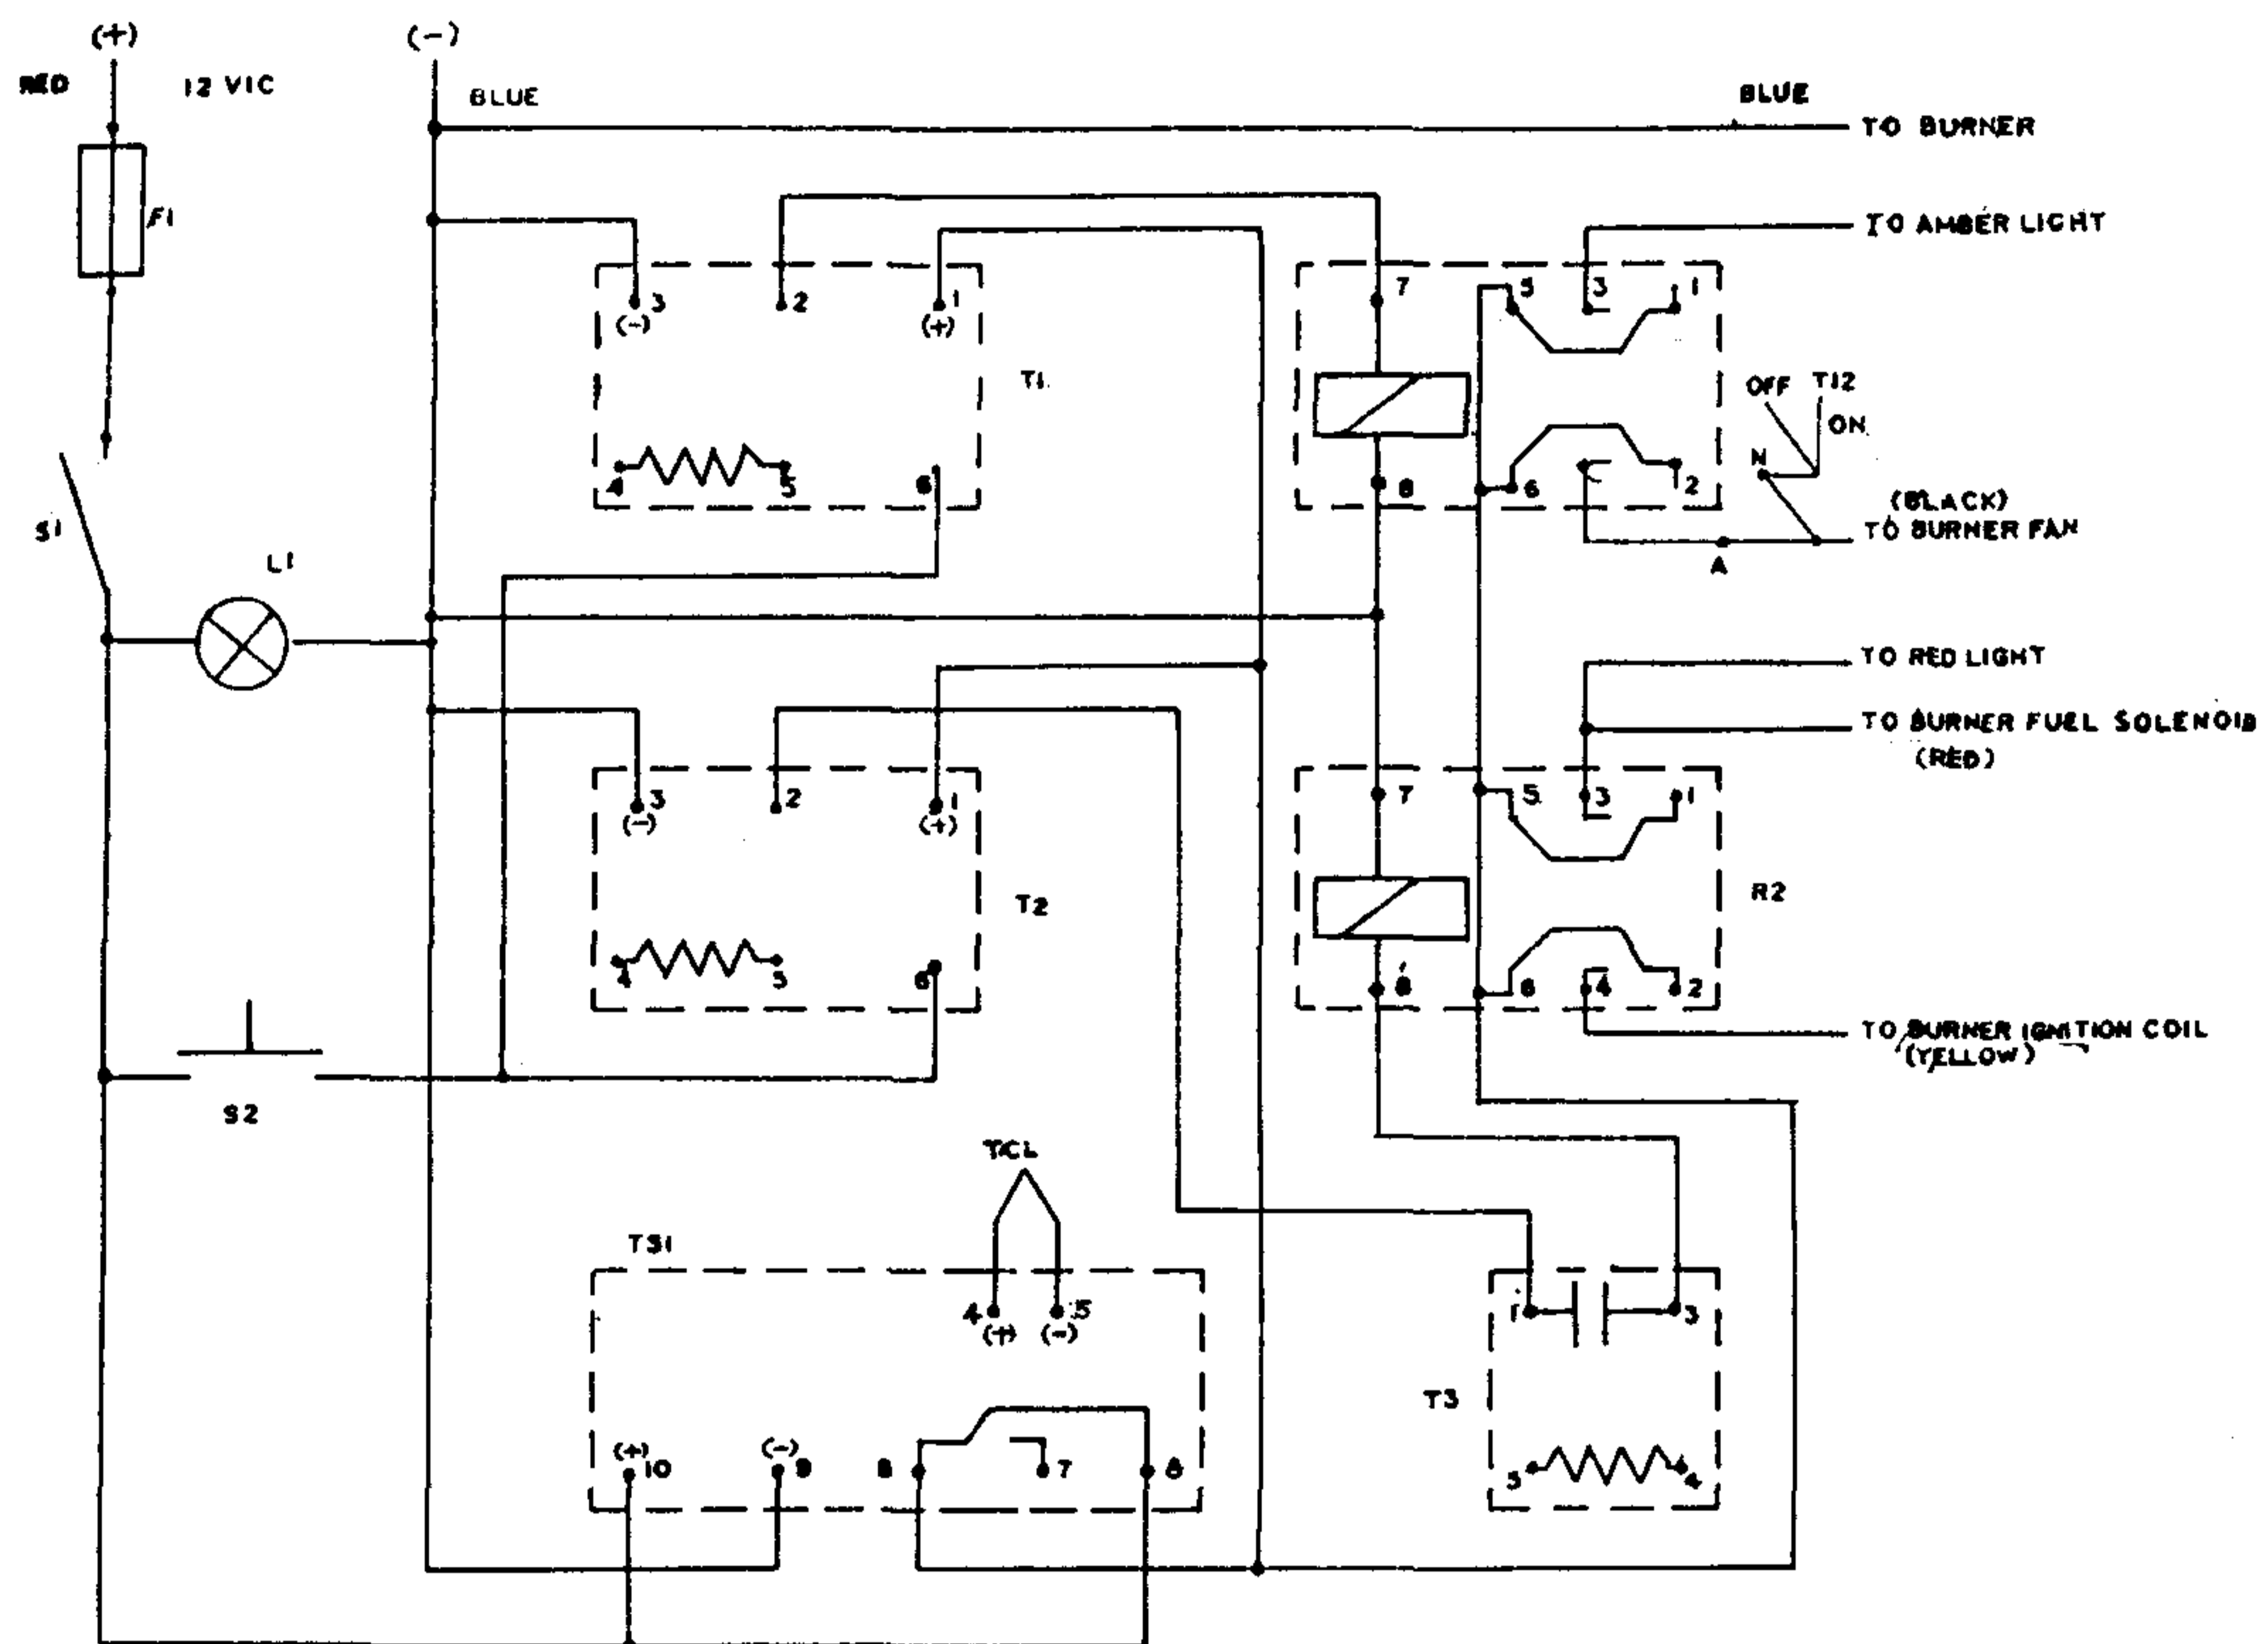 (+)
(-)
RED
12 VIC
BLUE
BLUE
TO BURNER
F1
TO AMBER LIGHT
3
(-)
2
1
(+)
7
5
3
1
T1
OFF
T12
ON
N
4
5
6
8
6
2
(BLACK)
TO BURNER FAN
A
S1
L1
TO RED LIGHT
TO BURNER FUEL SOLENOID
(RED)
3
(-)
2
1
(+)
7
5
3
1
T2
R2
4
5
6
8
6
4
2
TO BURNER IGNITION COIL
(YELLOW)
S2
TCL
TS1
4
(+)
5
(-)
1
3
T3
(+)
10
(-)
9
8
7
6
5
4